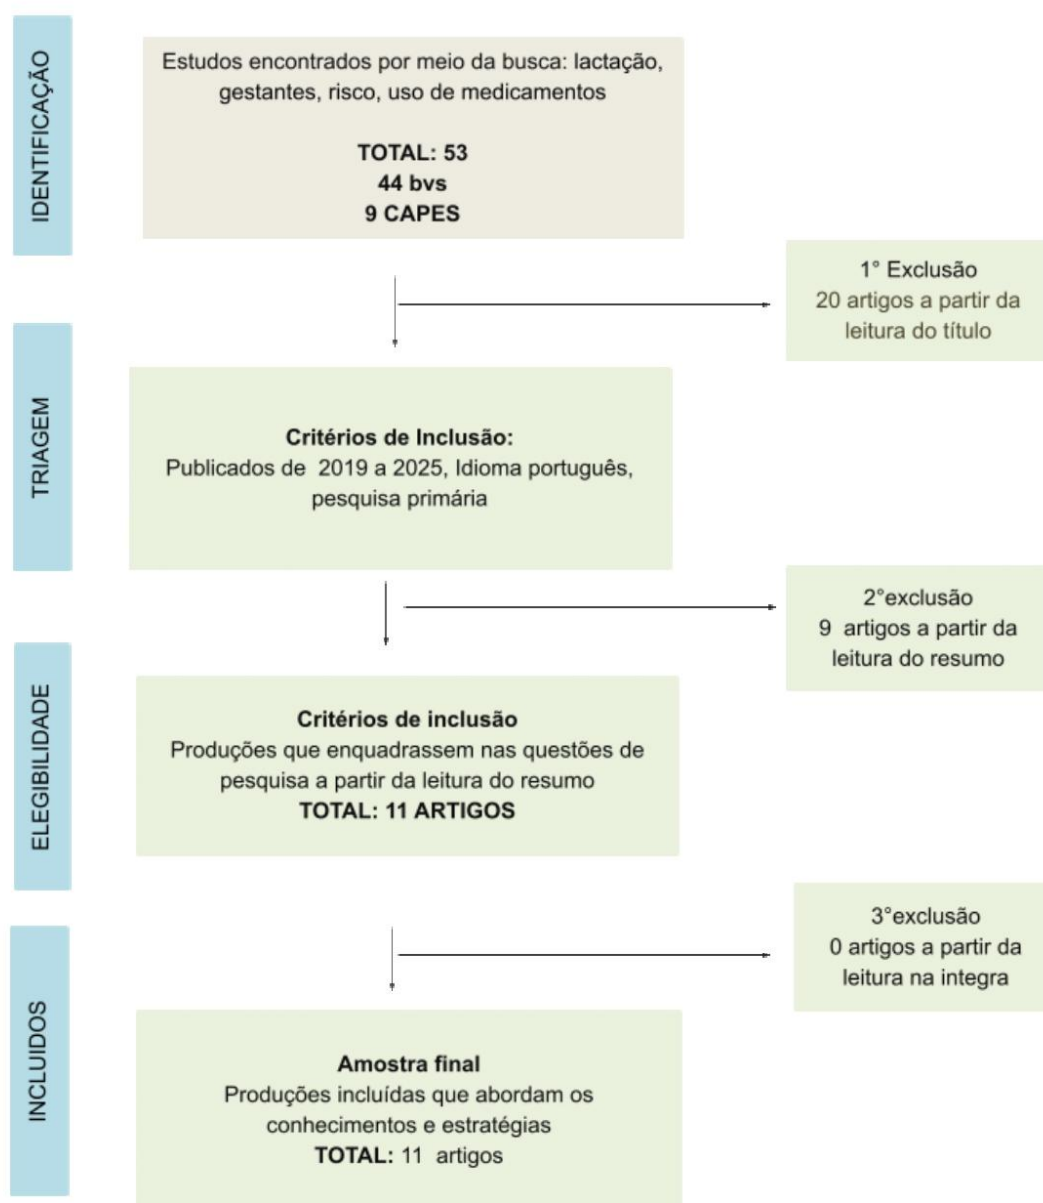 IDENTIFICAÇÃO
Estudos encontrados por meio da busca: lactação,
gestantes, risco, uso de medicamentos
TOTAL: 53
44 bvs
9 CAPES
1° Exclusão
20 artigos a partir da
leitura do título
TRIAGEM
Critérios de Inclusão:
Publicados de 2019 a 2025, Idioma português,
pesquisa primária
2°exclusão
9 artigos a partir da
leitura do resumo
ELEGIBILIDADE
Critérios de inclusão
Produções que enquadrassem nas questões de
pesquisa a partir da leitura do resumo
TOTAL: 11 ARTIGOS
3°exclusão
0 artigos a partir da
leitura na integra
INCLUIDOS
Amostra final
Produções incluídas que abordam os
conhecimentos e estratégias
TOTAL: 11 artigos